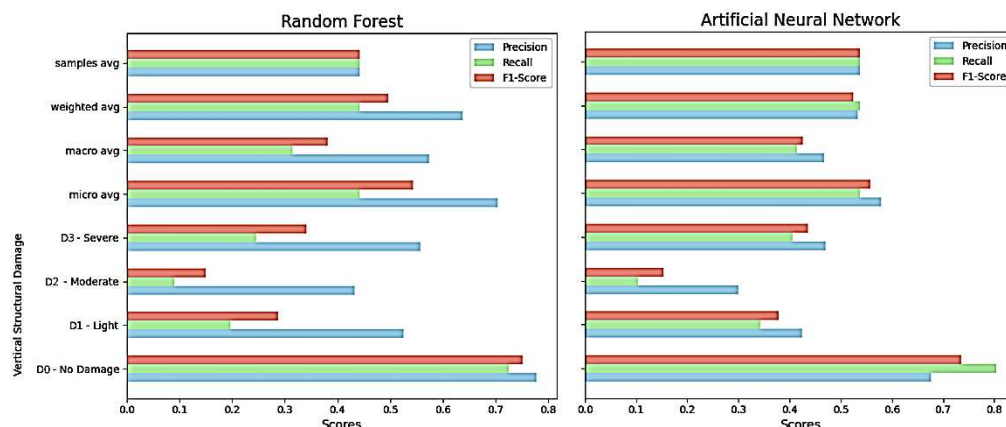 Random Forest
Artificial Neural Network
Precision
Recall
F1-Score
Precision
Recall
F1-Score
Vertical Structural Damage
samples avg
weighted avg
macro avg
micro avg
D3 - Severe
D2 - Moderate
D1 - Light
D0 - No Damage
0.0 0.1 0.2 0.3 0.4 0.5 0.6 0.7 0.8
0.0 0.1 0.2 0.3 0.4 0.5 0.6 0.7 0.8
Scores
Scores